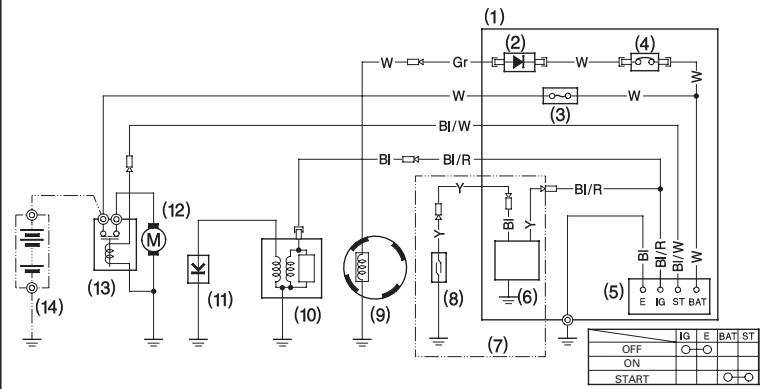 (1)
(2)
(4)
W
Gr
W
W
W
W
(3)
Bl/W
Bl
Bl/R
Y
Bl/R
(12)
M
Y
Bl
Y
Bl
Bl/R
Bl/W
W
(5)
E IG ST BAT
(14)
(13)
(11)
(10)
(9)
(8)
(6)
(7)
IG E BAT ST
OFF
ON
START